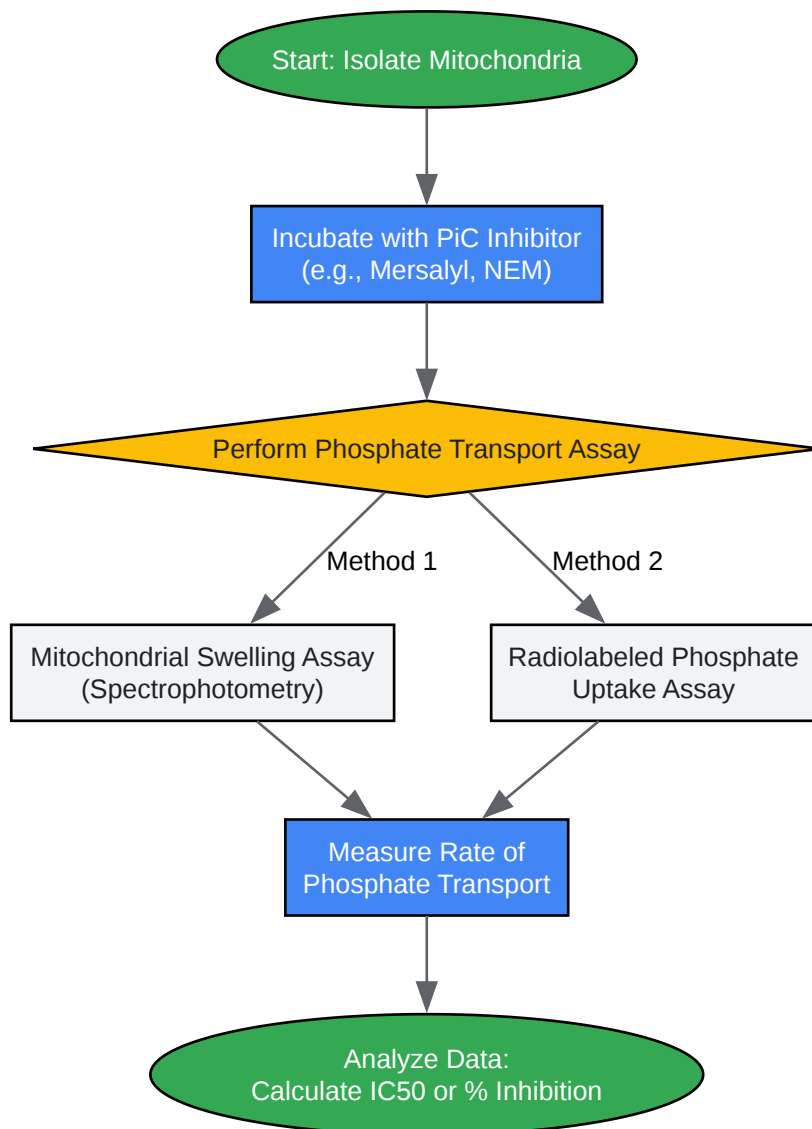 Start: Isolate Mitochondria
Incubate with PiC Inhibitor
(e.g., Mersalyl, NEM)
Perform Phosphate Transport Assay
Method 1
Method 2
Mitochondrial Swelling Assay
(Spectrophotometry)
Radiolabeled Phosphate
Uptake Assay
Measure Rate of
Phosphate Transport
Analyze Data:
Calculate IC50 or % Inhibition